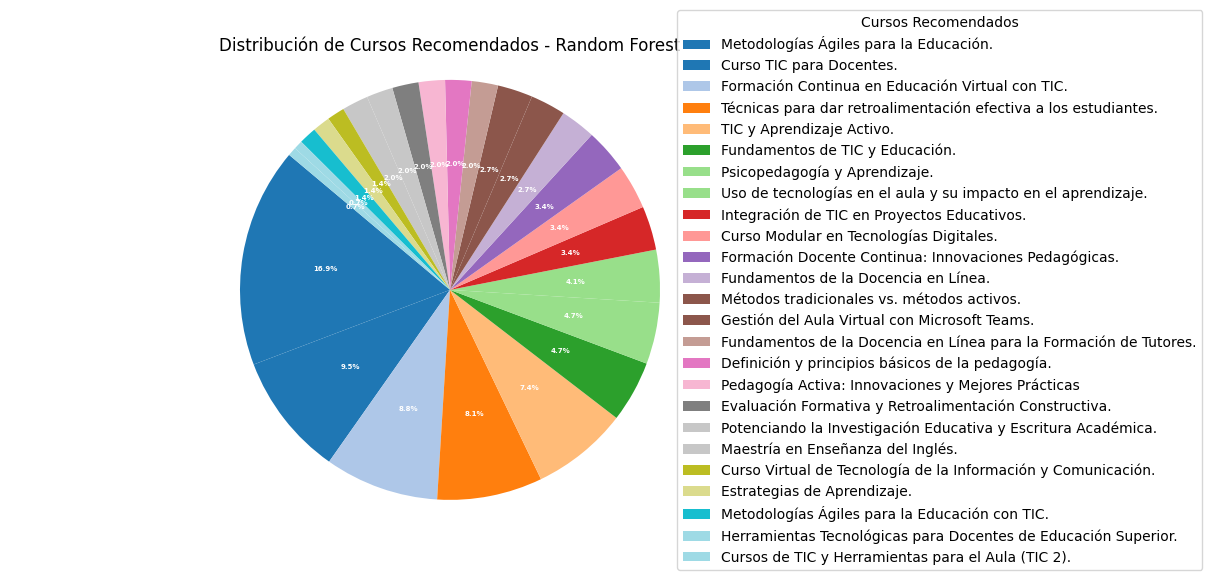 Distribución de Cursos Recomendados - Random Forest
Cursos Recomendados
Metodologías Ágiles para la Educación.
Curso TIC para Docentes.
Formación Continua en Educación Virtual con TIC.
Técnicas para dar retroalimentación efectiva a los estudiantes.
TIC y Aprendizaje Activo.
Fundamentos de TIC y Educación.
Psicopedagogía y Aprendizaje.
Uso de tecnologías en el aula y su impacto en el aprendizaje.
Integración de TIC en Proyectos Educativos.
Curso Modular en Tecnologías Digitales.
Formación Docente Continua: Innovaciones Pedagógicas.
Fundamentos de la Docencia en Línea.
Métodos tradicionales vs. métodos activos.
Gestión del Aula Virtual con Microsoft Teams.
Fundamentos de la Docencia en Línea para la Formación de Tutores.
Definición y principios básicos de la pedagogía.
Pedagogía Activa: Innovaciones y Mejores Prácticas
Evaluación Formativa y Retroalimentación Constructiva.
Potenciando la Investigación Educativa y Escritura Académica.
Maestría en Enseñanza del Inglés.
Curso Virtual de Tecnología de la Información y Comunicación.
Estrategias de Aprendizaje.
Metodologías Ágiles para la Educación con TIC.
Herramientas Tecnológicas para Docentes de Educación Superior.
Cursos de TIC y Herramientas para el Aula (TIC 2).
16.9%
9.5%
8.8%
8.1%
7.4%
4.7%
4.7%
4.1%
3.4%
3.4%
3.4%
2.7%
2.7%
2.7%
2.0%
2.0%
2.0%
2.0%
2.0%
2.0%
1.4%
1.4%
1.4%
0.7%
0.7%